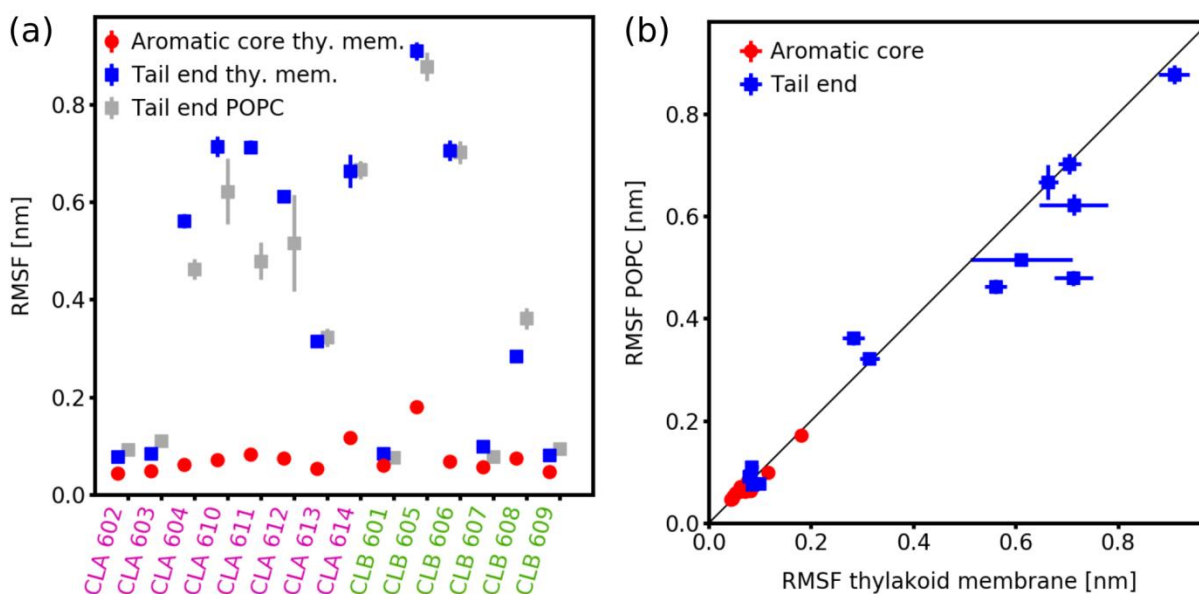 (a)
Aromatic core thy. mem.
Tail end thy. mem.
Tail end POPC
RMSF [nm]
0.8
0.6
0.4
0.2
0.0
CLA 602
CLA 603
CLA 604
CLA 610
CLA 611
CLA 612
CLA 613
CLA 614
CLB 601
CLB 605
CLB 606
CLB 607
CLB 608
CLB 609
(b)
Aromatic core
Tail end
RMSF POPC [nm]
0.8
0.6
0.4
0.2
0.0
0.0 0.2 0.4 0.6 0.8
RMSF thylakoid membrane [nm]